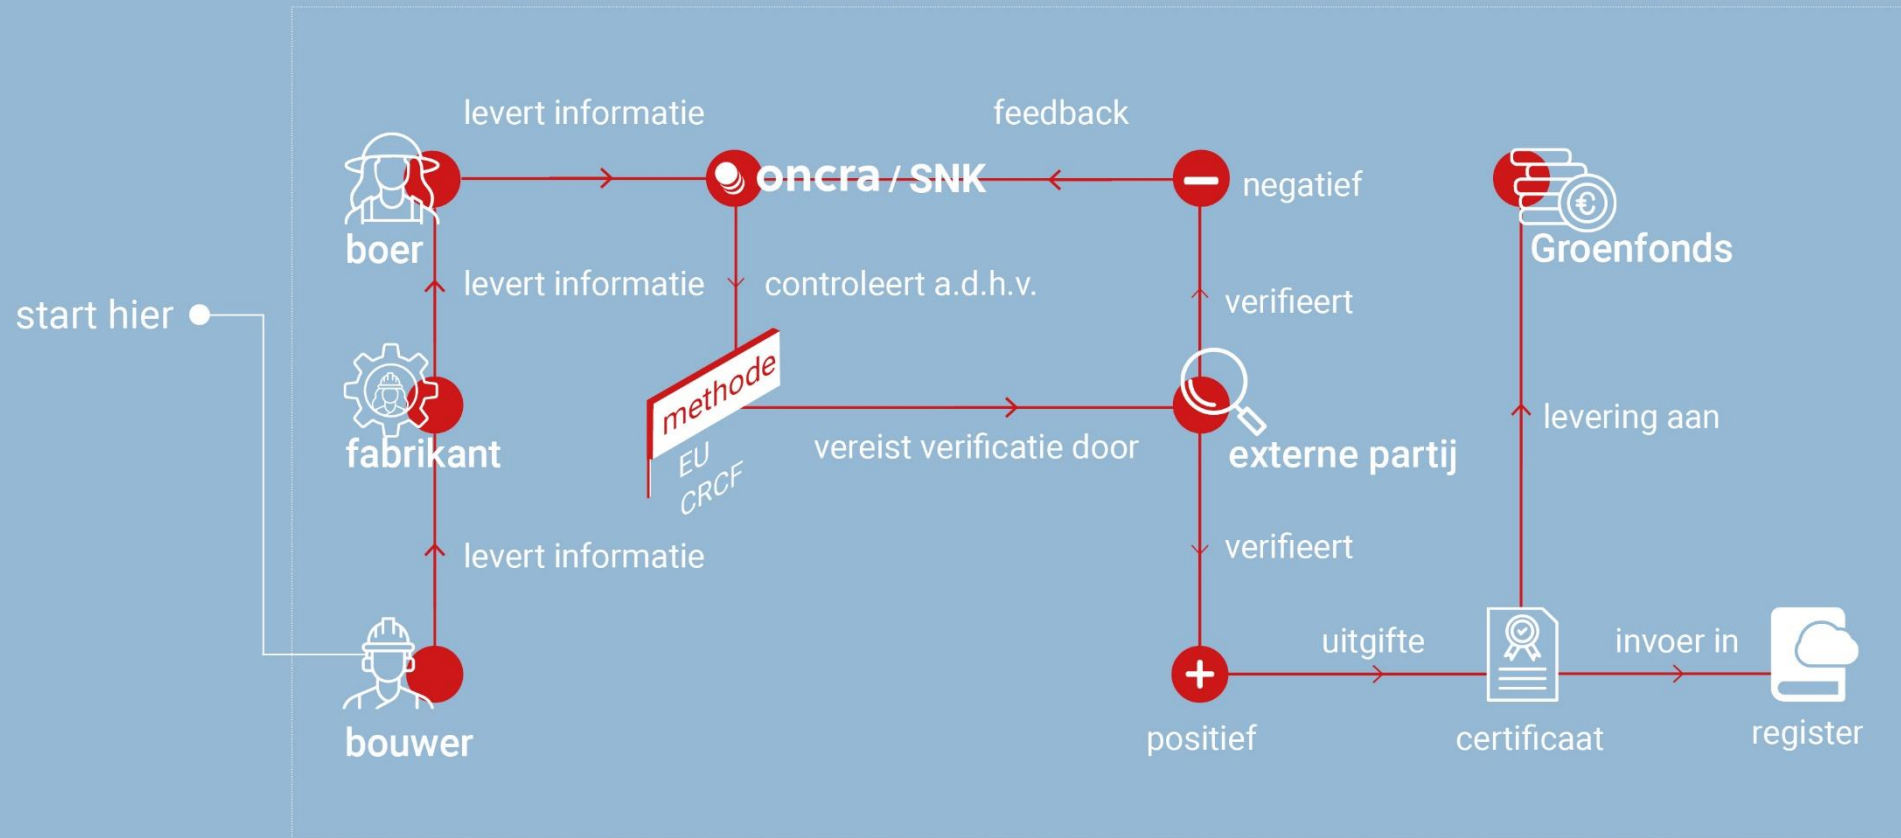 levert informatie
feedback
oncra / SNK
negatief
boer
Groenfonds
levert informatie
controleert a.d.h.v.
verifieert
start hier
methode
EU
CRCF
levering aan
fabrikant
vereist verificatie door
externe partij
levert informatie
verifieert
uitgifte
invoer in
bouwer
positief
certificaat
register